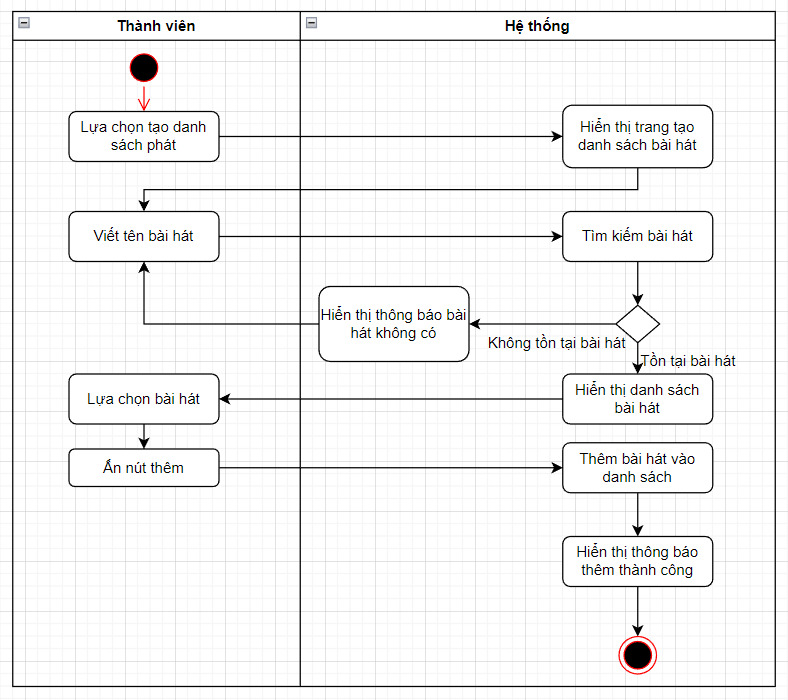 Thành viên
Hệ thống
Lựa chọn tạo danh
sách phát
Hiển thị trang tạo
danh sách bài hát
Viết tên bài hát
Tìm kiếm bài hát
Hiển thị thông báo bài
hát không có
Không tồn tại bài hát
Tồn tại bài hát
Lựa chọn bài hát
Hiển thị danh sách
bài hát
Ấn nút thêm
Thêm bài hát vào
danh sách
Hiển thị thông báo
thêm thành công